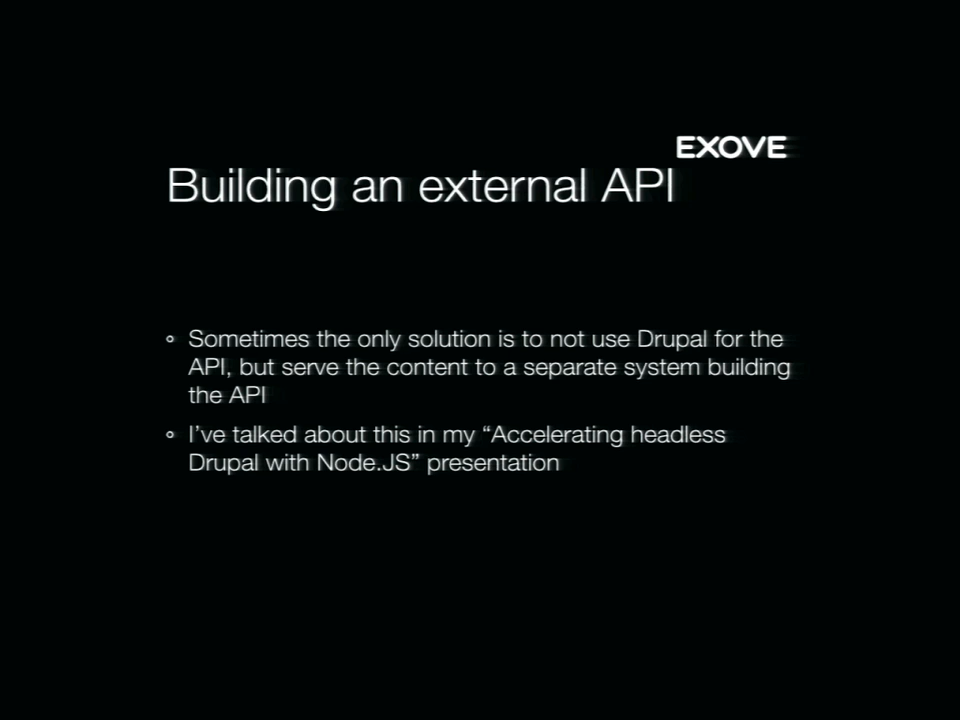 EXOVE
Building an external API
Sometimes the only solution is to not use Drupal for the
API, but serve the content to a separate system building
the API
I’ve talked about this in my “Accelerating headless
Drupal with Node.JS” presentation